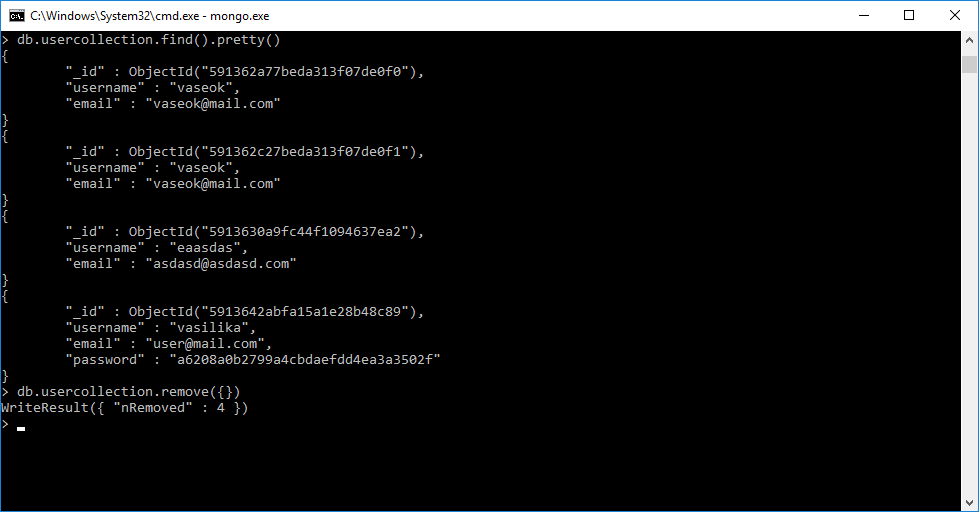 C:\Windows\System32\cmd.exe - mongo.exe
> db.usercollection.find().pretty()
{
        "_id" : ObjectId("591362a77beda313f07de0f0"),
        "username" : "vaseok",
        "email" : "vaseok@mail.com"
}
{
        "_id" : ObjectId("591362c27beda313f07de0f1"),
        "username" : "vaseok",
        "email" : "vaseok@mail.com"
}
{
        "_id" : ObjectId("5913630a9fc44f1094637ea2"),
        "username" : "eaasdas",
        "email" : "asdasd@asdasd.com"
}
{
        "_id" : ObjectId("5913642abfa15a1e28b48c89"),
        "username" : "vasilika",
        "email" : "user@mail.com",
        "password" : "a6208a0b2799a4cbdaefdd4ea3a3502f"
}
> db.usercollection.remove({})
WriteResult({ "nRemoved" : 4 })
>